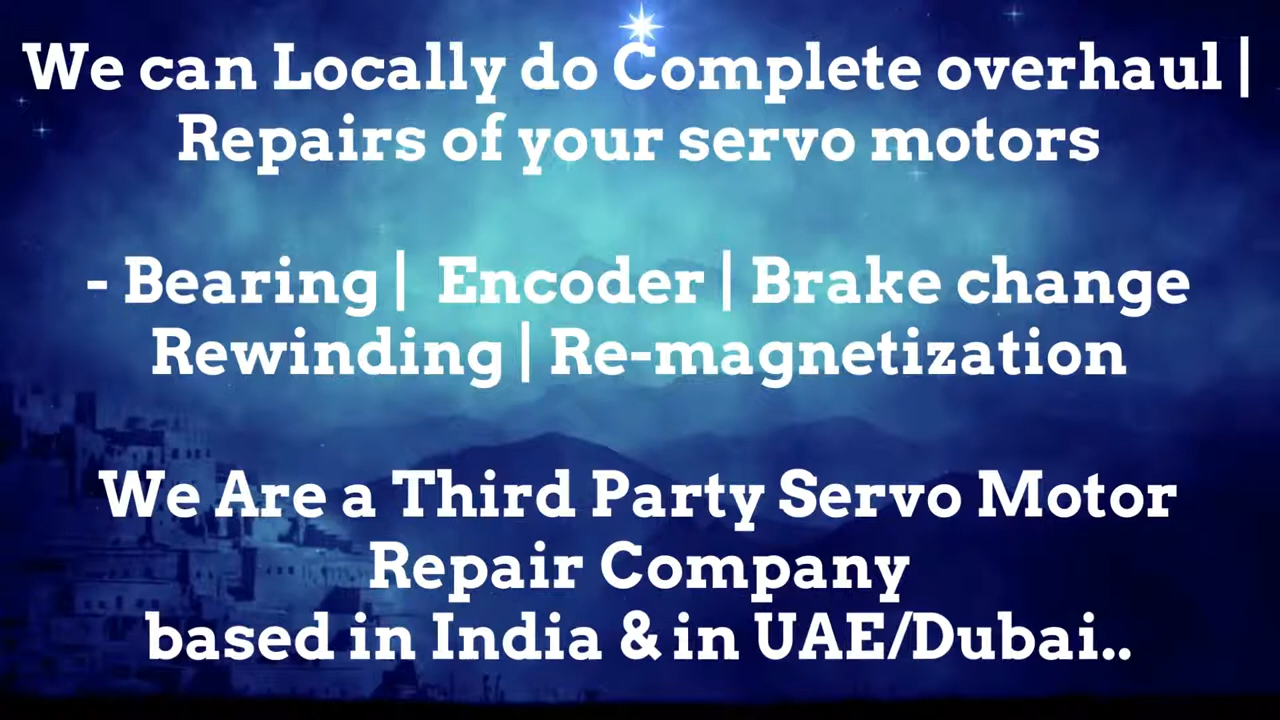 We can Locally do Complete overhaul |
Repairs of your servo motors
- Bearing | Encoder | Brake change
Rewinding | Re-magnetization
We Are a Third Party Servo Motor
Repair Company
based in India & in UAE/Dubai..